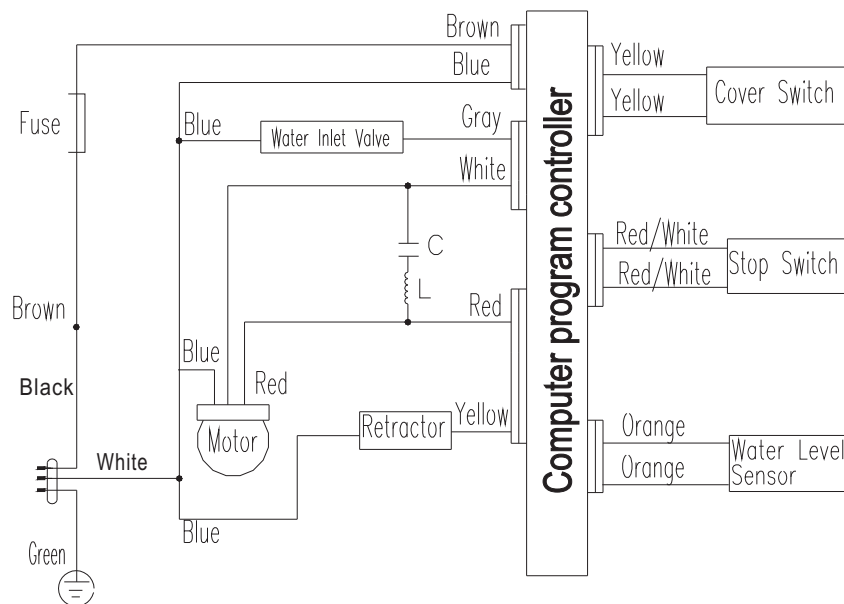 Brown
Blue
Fuse
Blue
Water Inlet Valve
Gray
White
C
L
Brown
Red
Blue
Red
Black
Motor
Retractor
Yellow
White
Blue
Green
Computer program controller
Yellow
Yellow
Cover Switch
Red/White
Red/White
Stop Switch
Orange
Orange
Water Level
Sensor